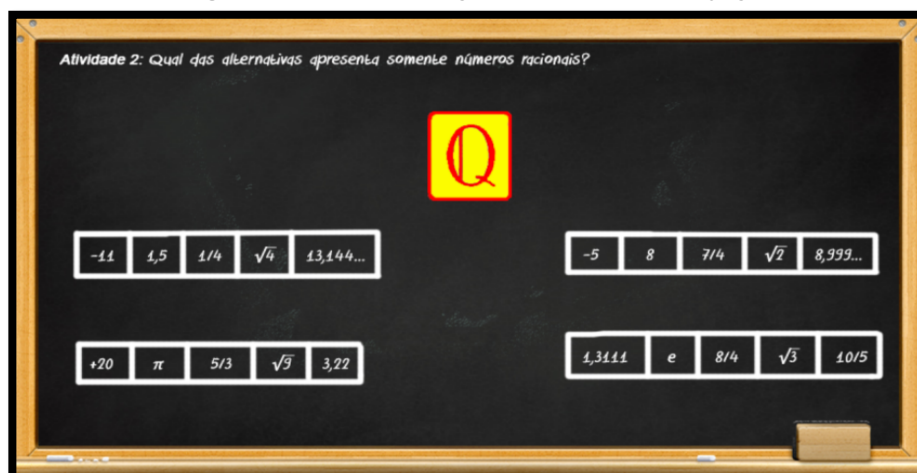 Atividade 2: Qual das alternativas apresenta somente números racionais?
ℚ
-11 1,5 1/4 √4 13,144...
-5 8 7/4 √2 8,999...
+20 π 5/3 √9 3,22
1,3111 e 8/4 √3 10/5